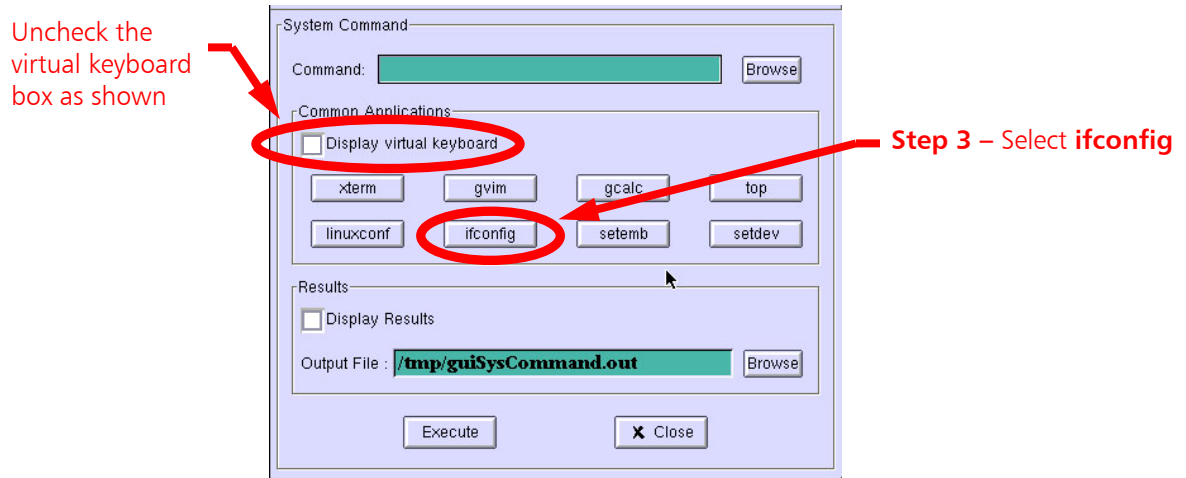 Uncheck the
virtual keyboard
box as shown
System Command
Command:
Browse
Common Applications
Display virtual keyboard
Step 3 – Select ifconfig
xterm
gvim
gcalc
top
linuxconf
ifconfig
setemb
setdev
Results
Display Results
Output File :
/tmp/guiSysCommand.out
Browse
Execute
X Close